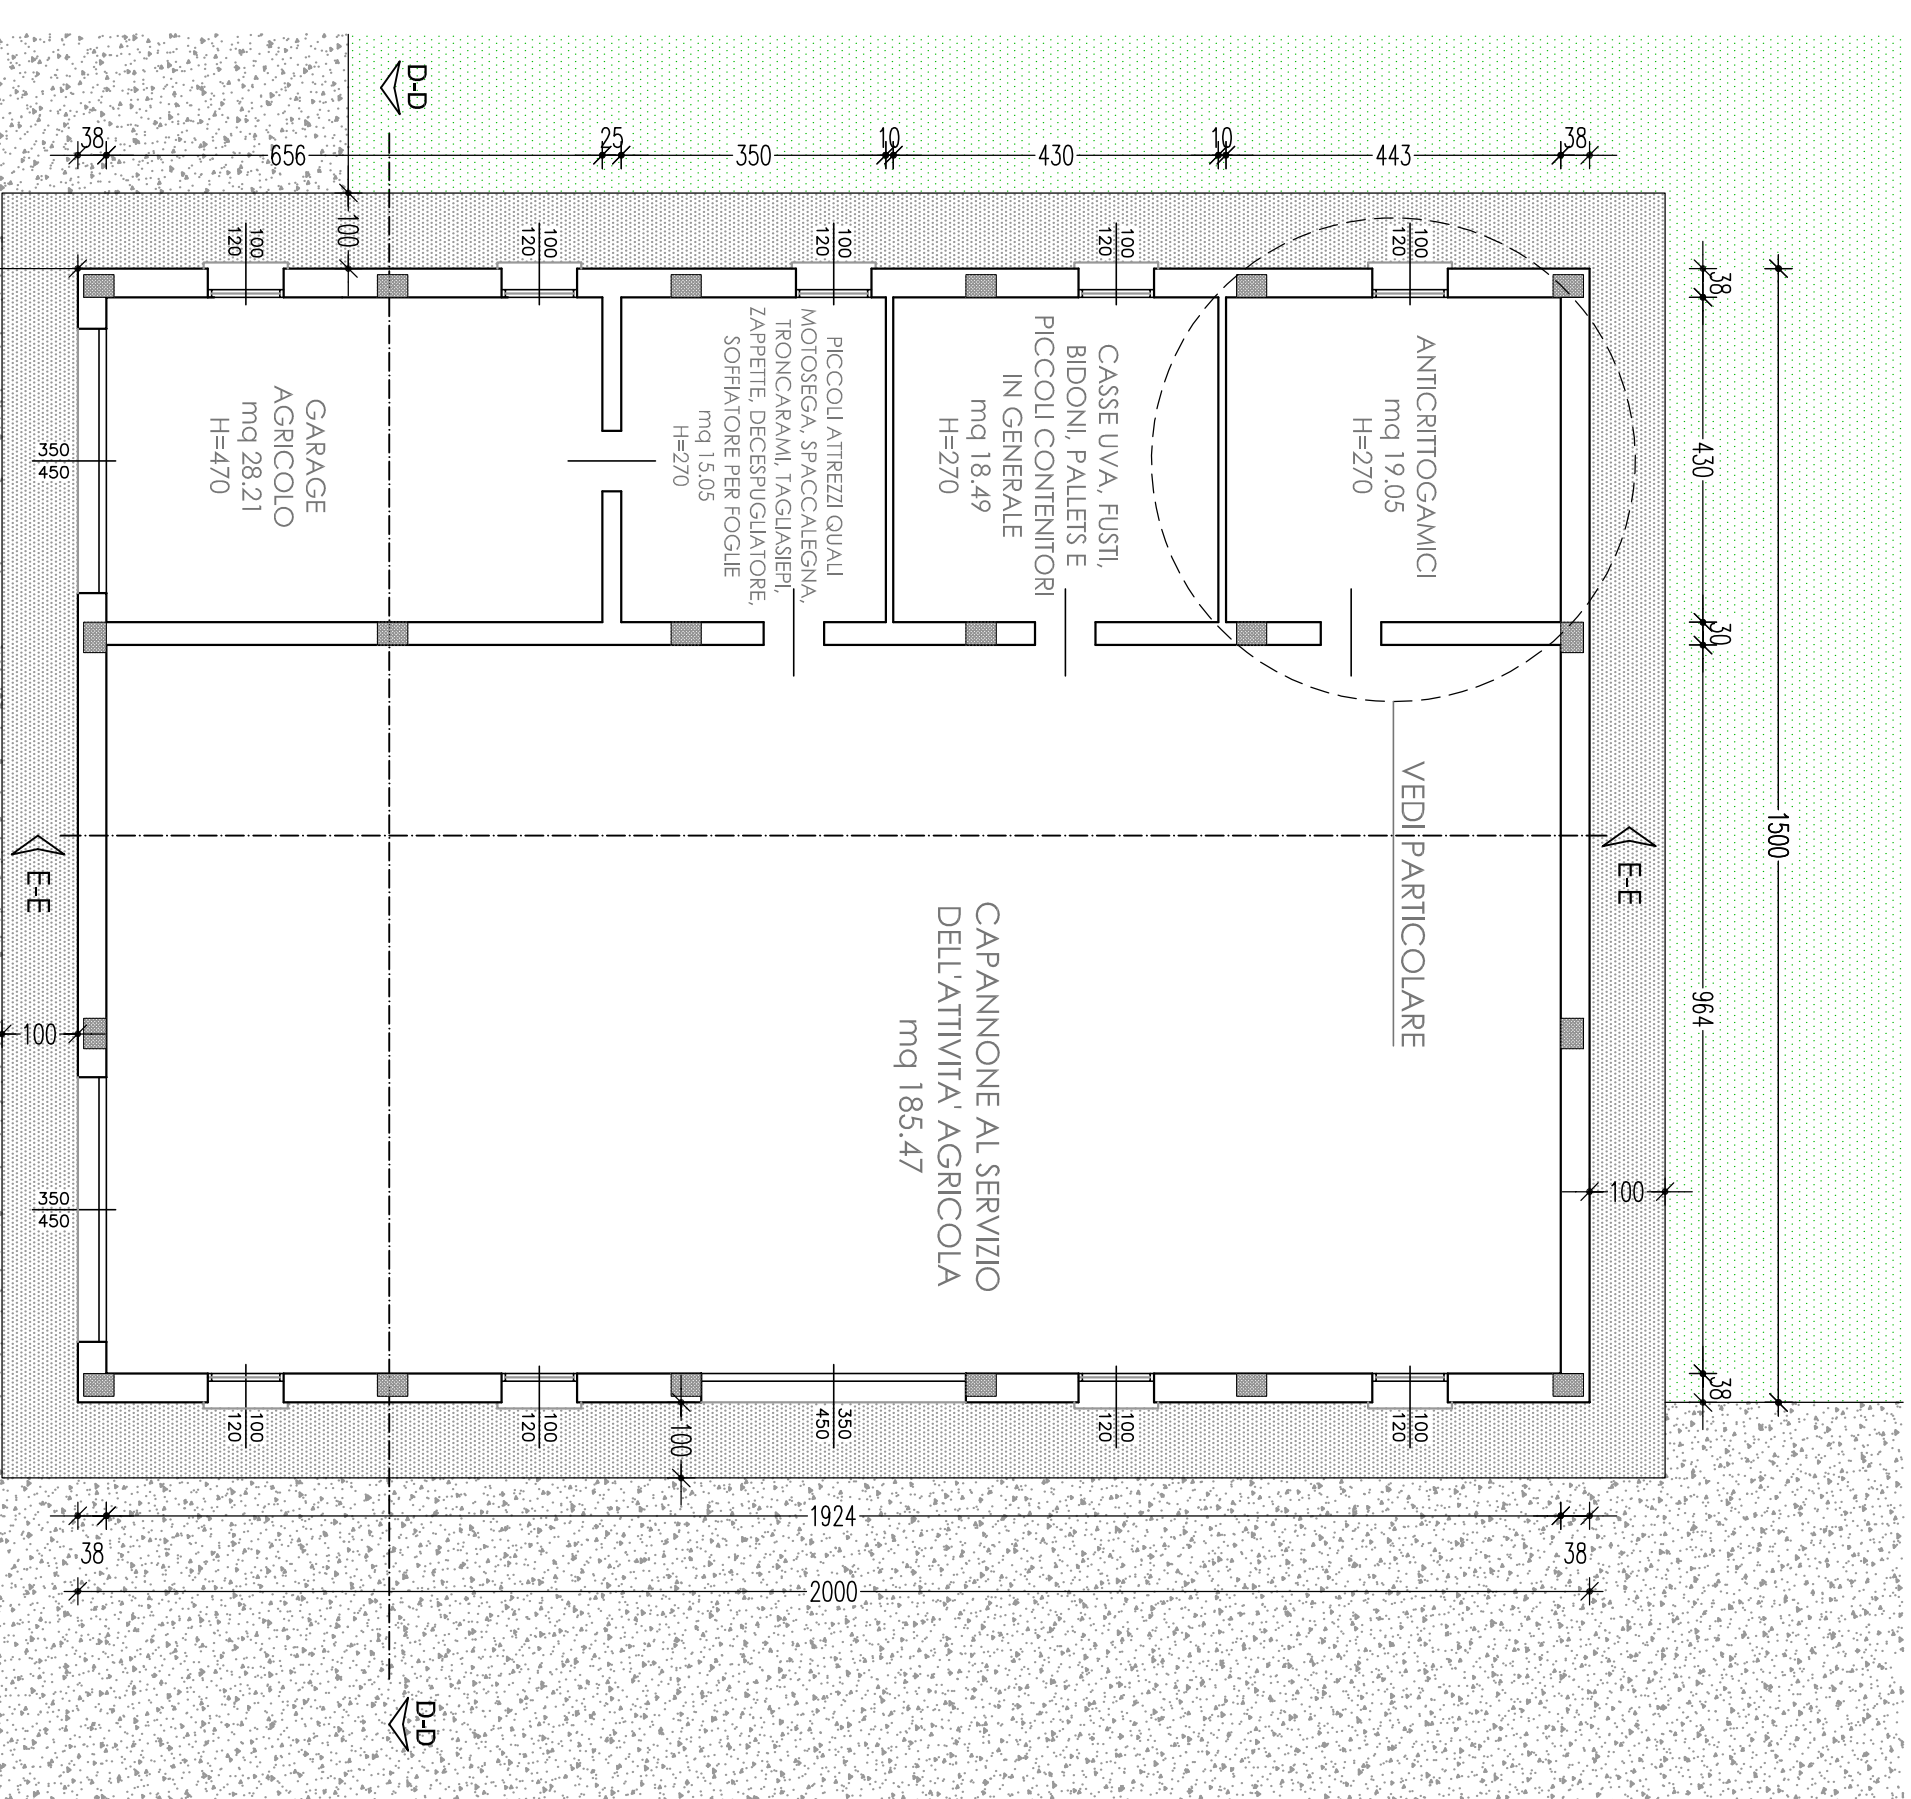 D-D
38
656
25
350
10
430
10
443
38
100
100
120
100
120
100
120
100
120
100
120
38
430
30
964
38
1500
GARAGE
AGRICOLO
mq 28.21
H=470
PICCOLI ATTREZZI QUALI
MOTOSEGA, SPACCALEGNA,
TRONCARAMI, TAGLIASIEPI,
ZAPPETTE, DECESPUGLIATORE,
SOFFIATORE PER FOGLIE
mq 15.05
H=270
CASSE UVA, FUSTI,
BIDONI, PALLETS E
PICCOLI CONTENITORI
IN GENERALE
mq 18.49
H=270
ANTICRITTOGAMICI
mq 19.05
H=270
350
450
VEDI PARTICOLARE
E-E
E-E
CAPANNONE AL SERVIZIO
DELL'ATTIVITA' AGRICOLA
mq 185.47
100
100
350
450
100
120
100
120
100
350
450
100
120
100
120
1924
38
38
2000
D-D